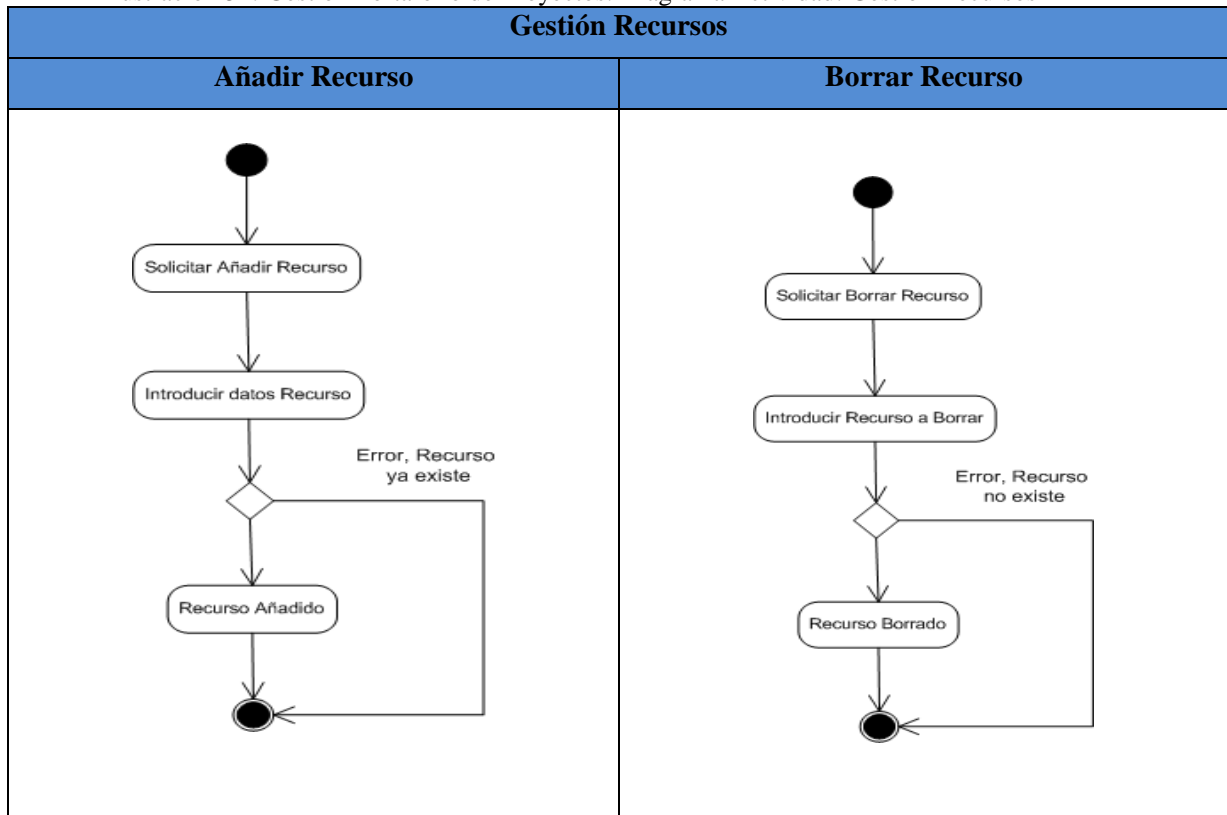 Gestión Recursos
Añadir Recurso
Borrar Recurso
Solicitar Añadir Recurso
Introducir datos Recurso
Error, Recurso
ya existe
Recurso Añadido
Solicitar Borrar Recurso
Introducir Recurso a Borrar
Error, Recurso
no existe
Recurso Borrado